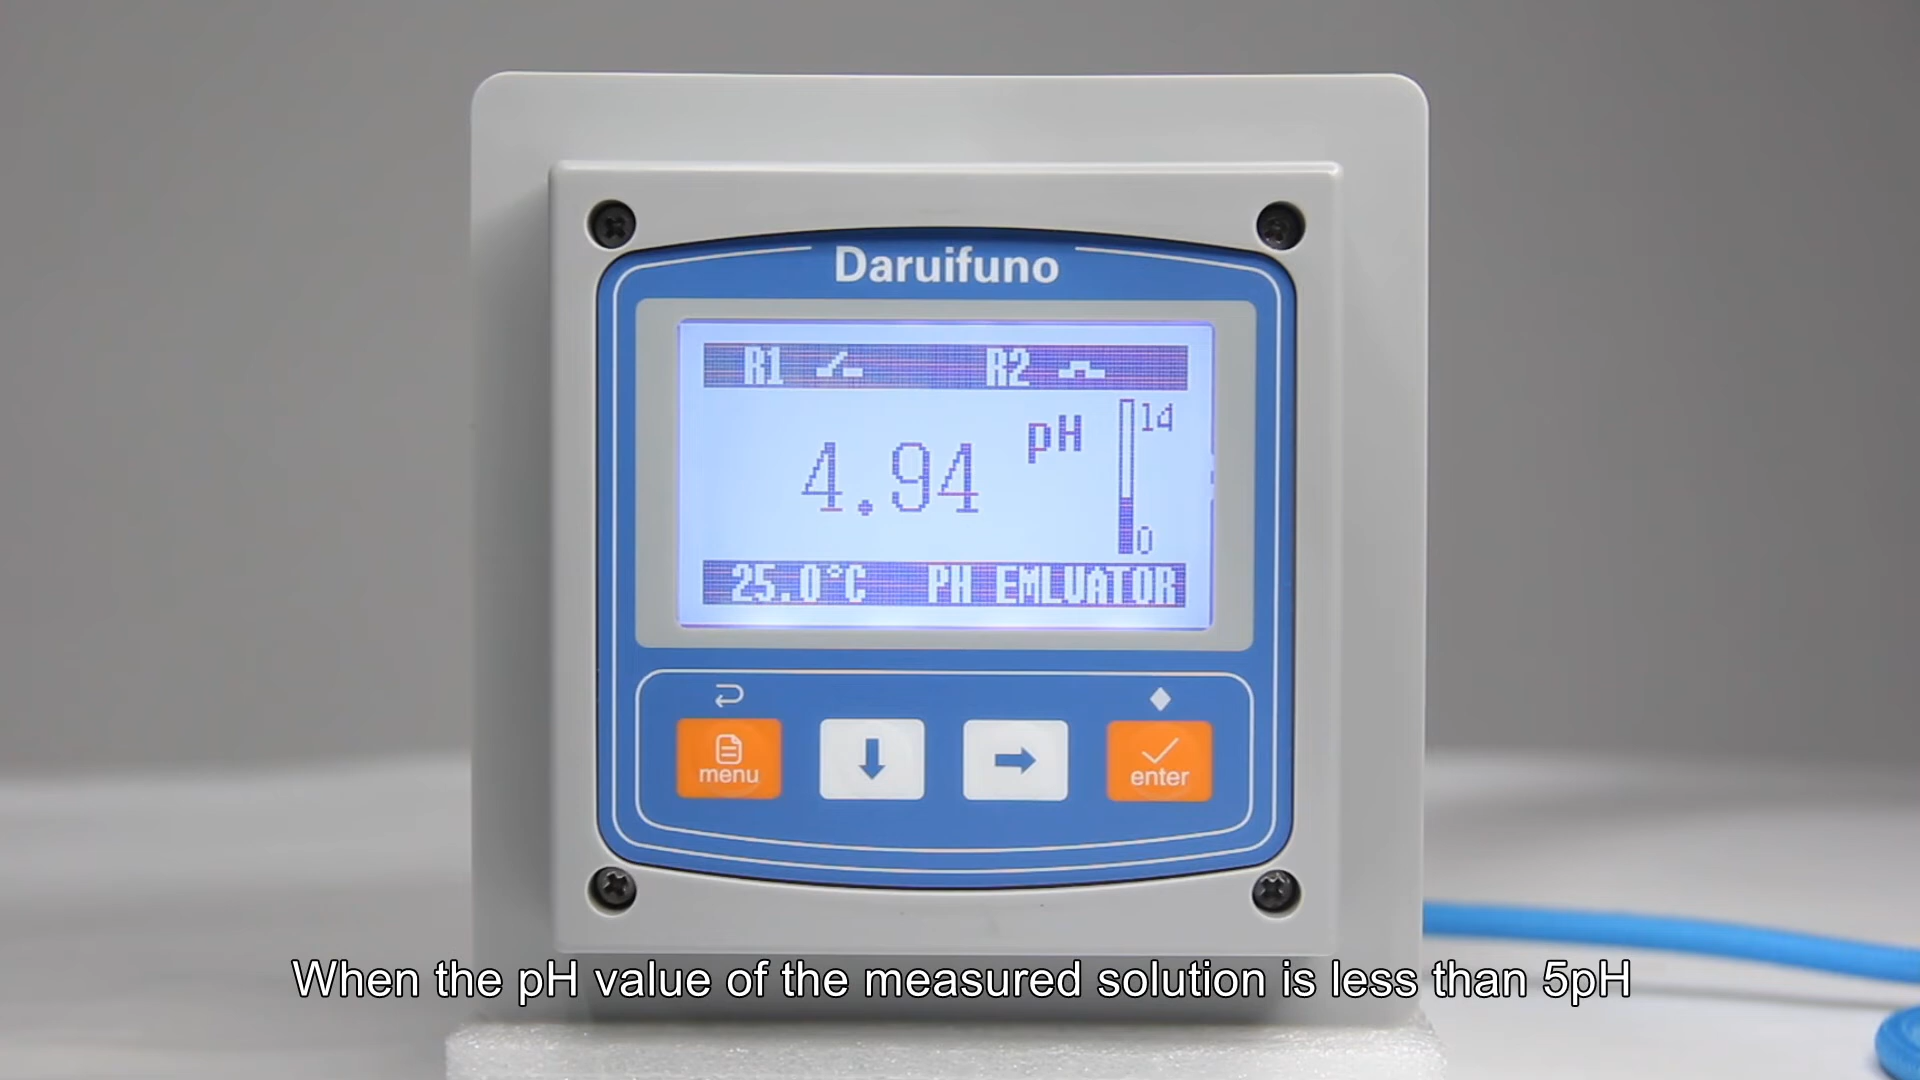 Daruifuno
R1 R2
pH
14
4.94
0
25.0°C PH EMLUATOR
menu
enter
When the pH value of the measured solution is less than 5pH